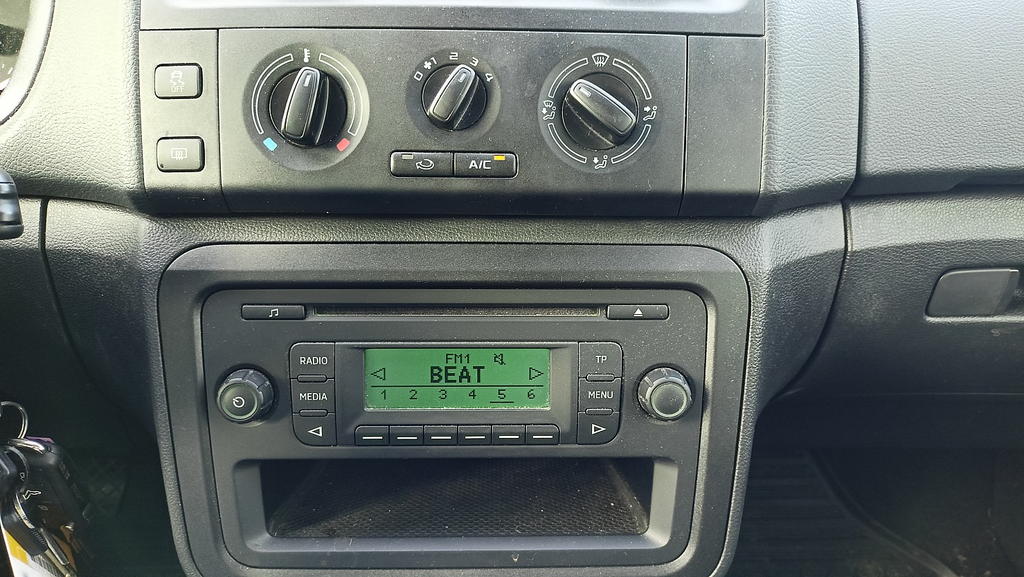 OFF
0 1 2 3 4
A/C
RADIO
MEDIA
FM1
BEAT
1 2 3 4 5 6
TP
MENU